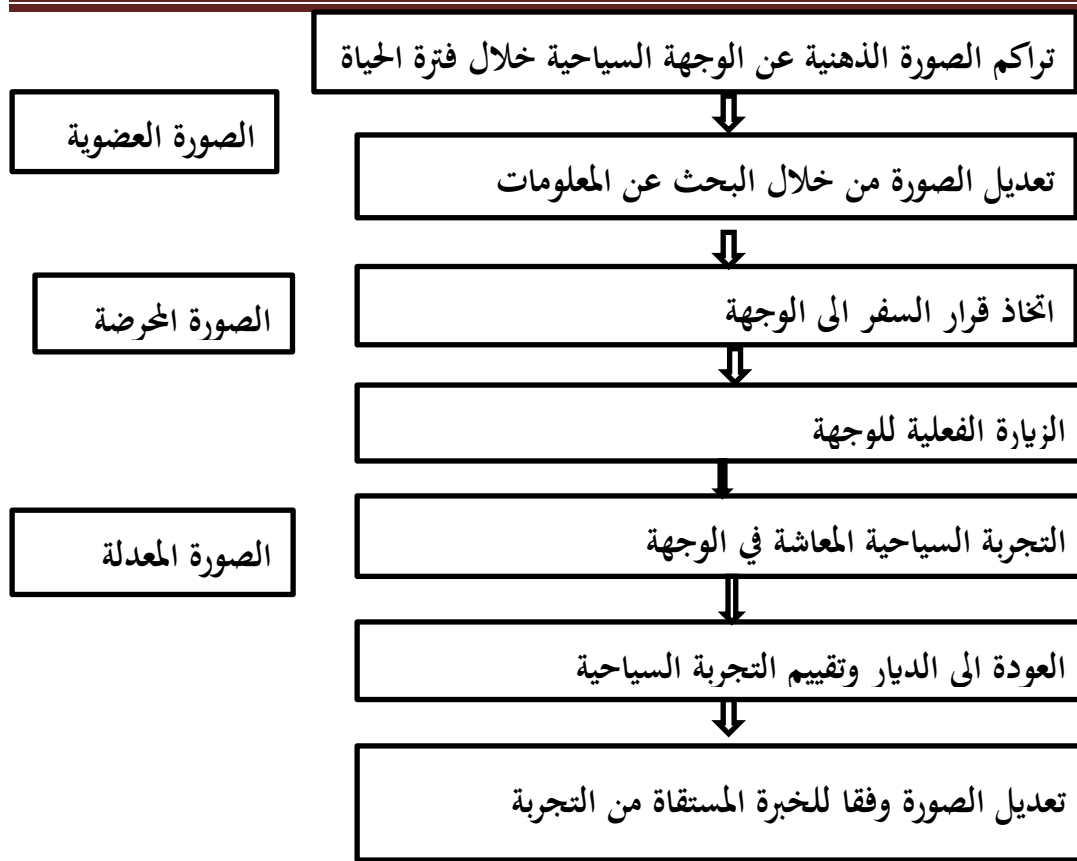 تراكم الصورة الذهنية عن الوجهة السياحية خلال فترة الحياة
الصورة العضوية
تعديل الصورة من خلال البحث عن المعلومات
اتخاذ قرار السفر الى الوجهة
الصورة المحرضة
الزيارة الفعلية للوجهة
التجربة السياحية المعاشة في الوجهة
الصورة المعدلة
العودة الى الديار وتقييم التجربة السياحية
تعديل الصورة وفقا للخبرة المستقاة من التجربة